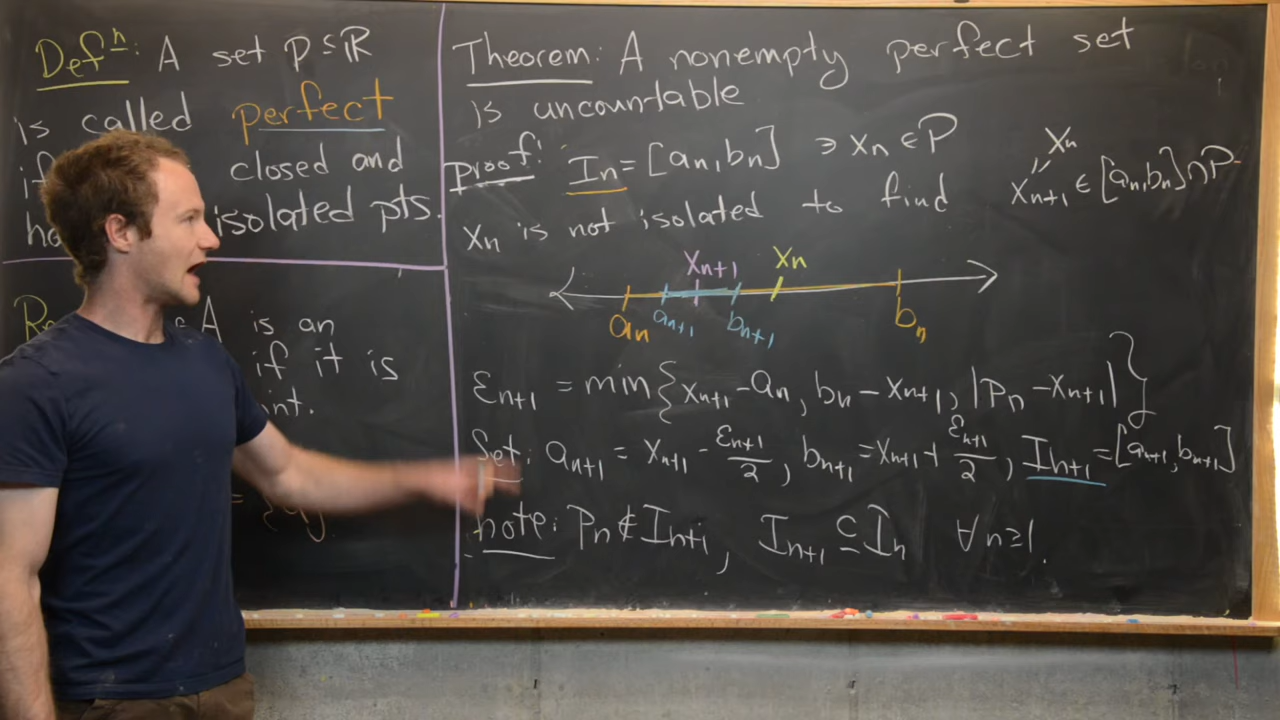 Defⁿ: A set P ⊆ ℝ
is called perfect
closed and
isolated pts.
A is an
if it is
Theorem: A nonempty perfect set
is uncountable
Proof: Iₙ = [aₙ, bₙ] ∋ xₙ ∈ P
xₙ
xₙ₊₁ ∈ [aₙ, bₙ] ∩ P
xₙ is not isolated to find
xₙ₊₁ xₙ
aₙ aₙ₊₁ bₙ₊₁ bₙ
εₙ₊₁ = min{xₙ₊₁ - aₙ, bₙ - xₙ₊₁, |pₙ - xₙ₊₁|}
Set: aₙ₊₁ = xₙ₊₁ - εₙ₊₁/2, bₙ₊₁ = xₙ₊₁ + εₙ₊₁/2, Iₙ₊₁ = [aₙ₊₁, bₙ₊₁]
note: pₙ ∉ Iₙ₊₁, Iₙ₊₁ ⊆ Iₙ ∀n≥1.